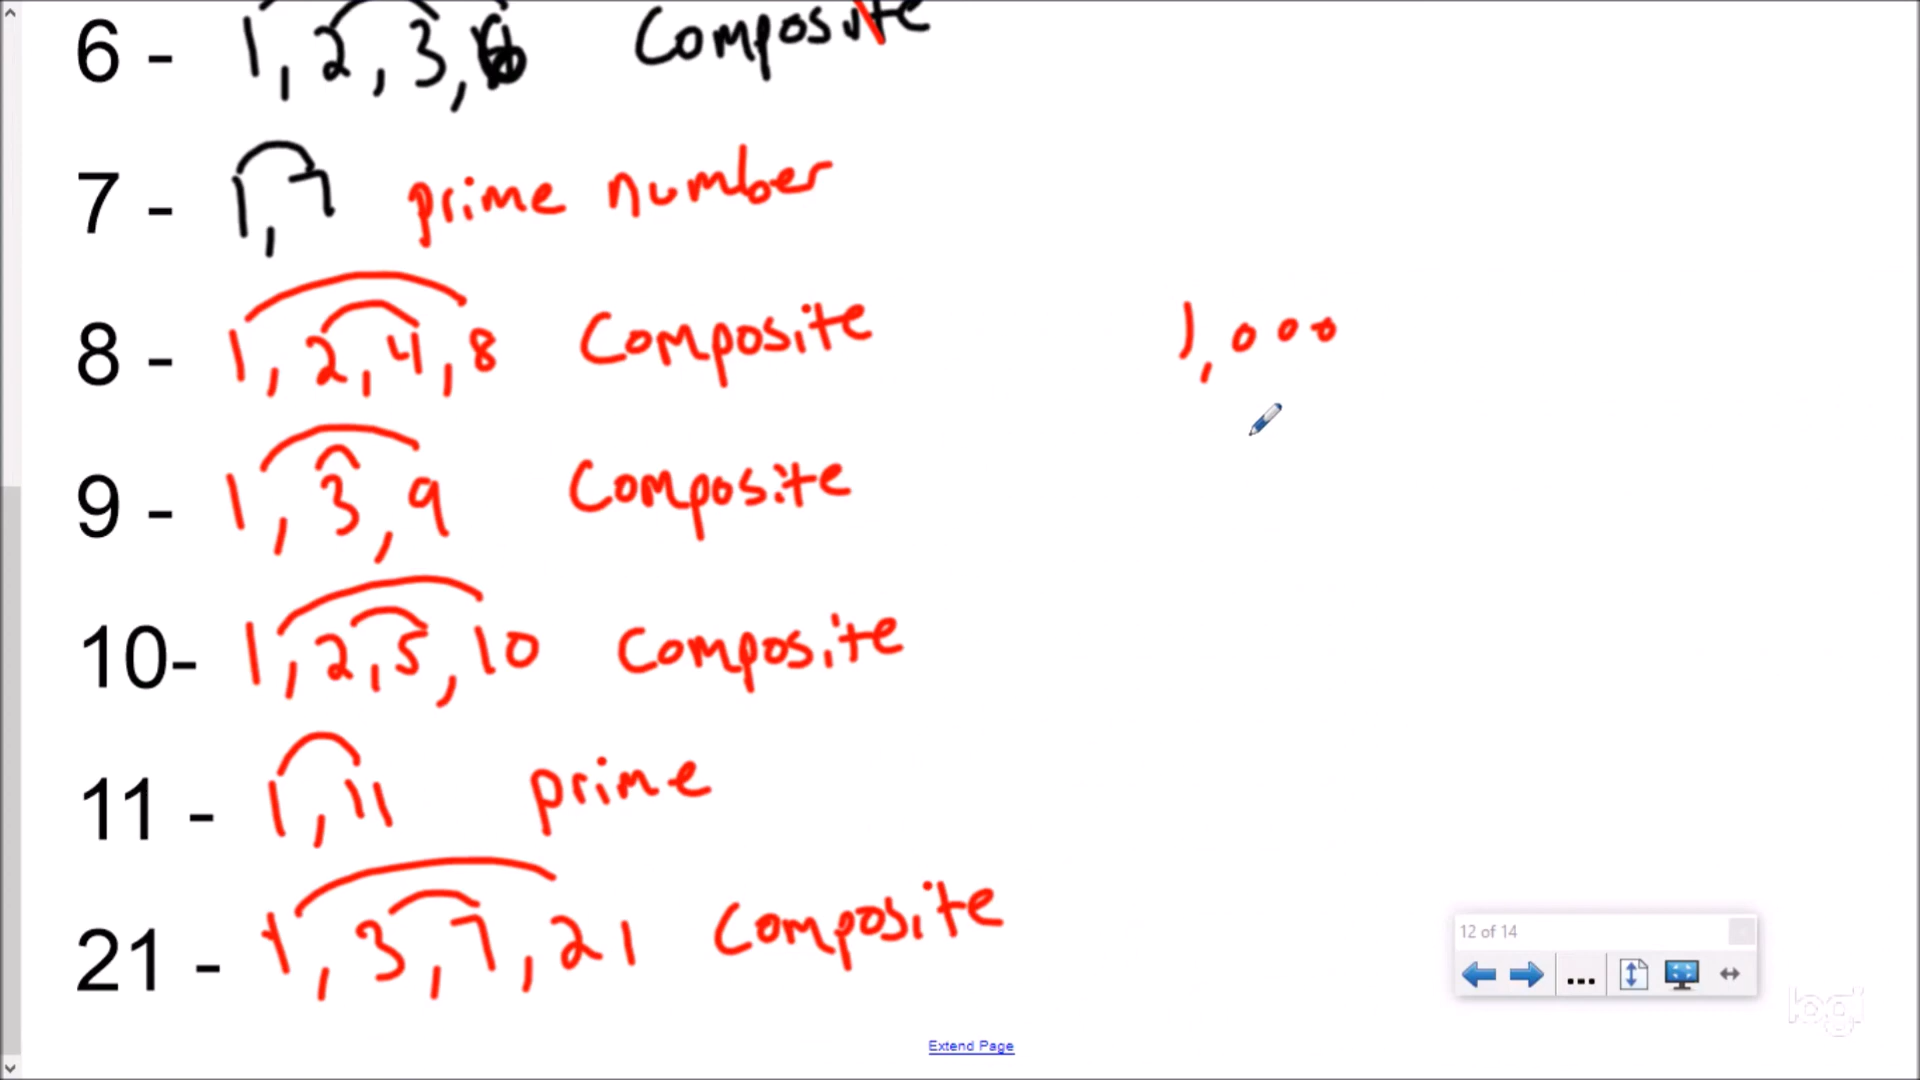 6 - 1, 2, 3, 6 Composite
7 - 1, 7 prime number
8 - 1, 2, 4, 8 Composite
1,000
9 - 1, 3, 9 Composite
10- 1, 2, 5, 10 Composite
11 - 1, 11 prime
21 - 1, 3, 7, 21 Composite
12 of 14
...
logi
Extend Page